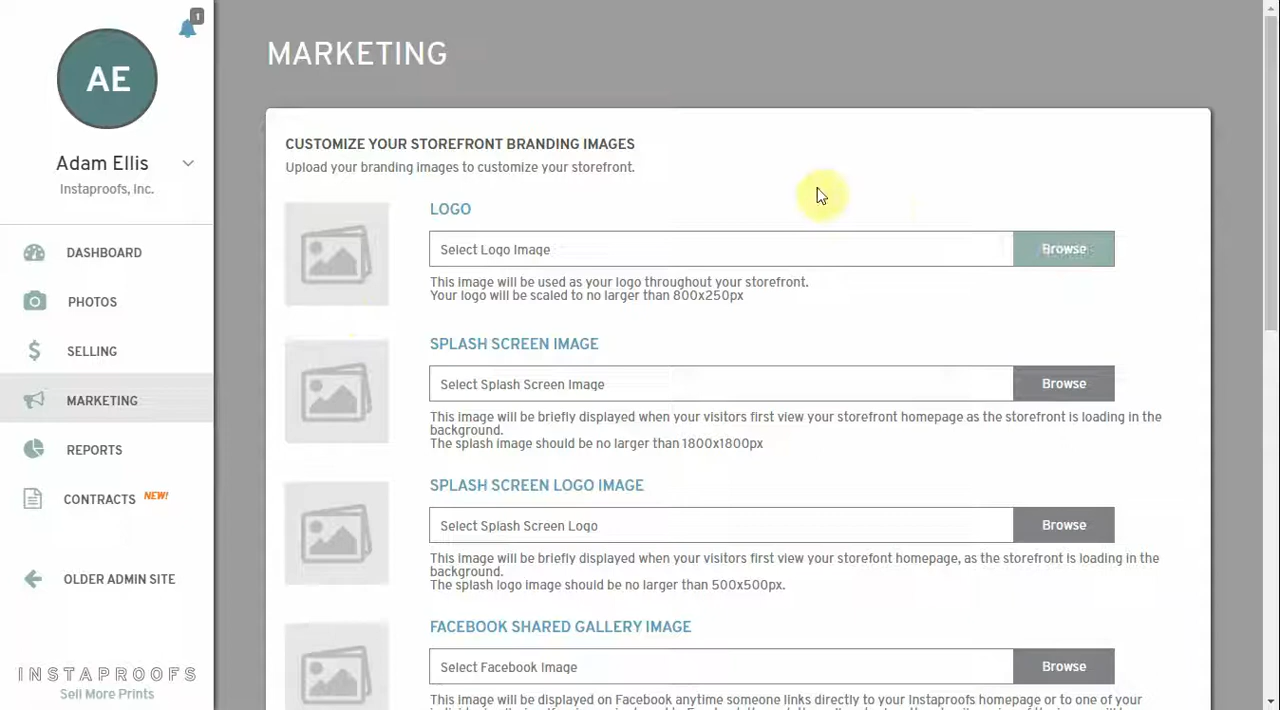 1
AE
Adam Ellis
Instaproofs, Inc.
DASHBOARD
PHOTOS
SELLING
MARKETING
REPORTS
CONTRACTS NEW!
OLDER ADMIN SITE
INSTAPROOFS
Sell More Prints
MARKETING
CUSTOMIZE YOUR STOREFRONT BRANDING IMAGES
Upload your branding images to customize your storefront.
LOGO
Select Logo Image
Browse
This image will be used as your logo throughout your storefront.
Your logo will be scaled to no larger than 800x250px
SPLASH SCREEN IMAGE
Select Splash Screen Image
Browse
This image will be briefly displayed when your visitors first view your storefront homepage as the storefront is loading in the
background.
The splash image should be no larger than 1800x1800px
SPLASH SCREEN LOGO IMAGE
Select Splash Screen Logo
Browse
This image will be briefly displayed when your visitors first view your storefont homepage, as the storefront is loading in the
background.
The splash logo image should be no larger than 500x500px.
FACEBOOK SHARED GALLERY IMAGE
Select Facebook Image
Browse
This image will be displayed on Facebook anytime someone links directly to your Instaproofs homepage or to one of your